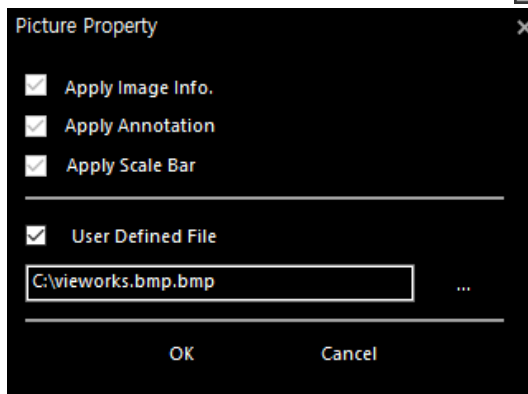 Picture Property
Apply Image Info.
Apply Annotation
Apply Scale Bar
User Defined File
C:\vieworks.bmp.bmp
...
OK Cancel